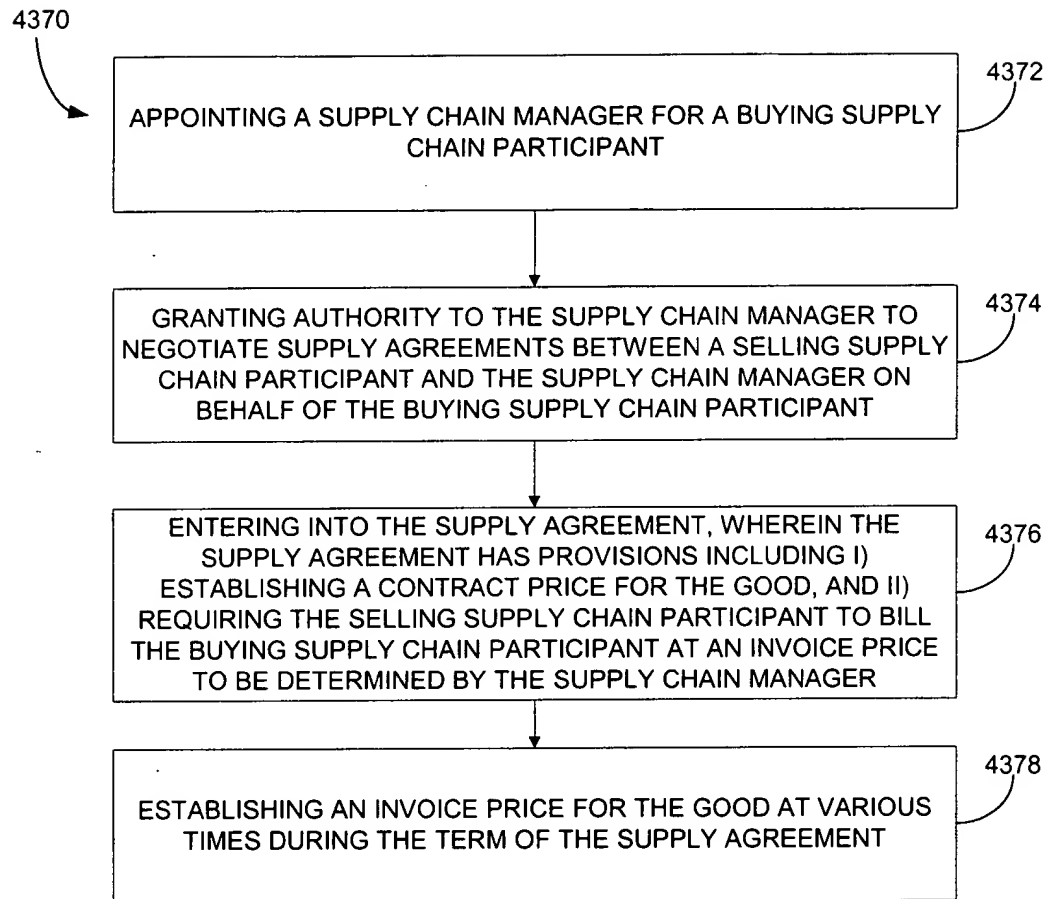 4370
4372
APPOINTING A SUPPLY CHAIN MANAGER FOR A BUYING SUPPLY
CHAIN PARTICIPANT
4374
GRANTING AUTHORITY TO THE SUPPLY CHAIN MANAGER TO
NEGOTIATE SUPPLY AGREEMENTS BETWEEN A SELLING SUPPLY
CHAIN PARTICIPANT AND THE SUPPLY CHAIN MANAGER ON
BEHALF OF THE BUYING SUPPLY CHAIN PARTICIPANT
4376
ENTERING INTO THE SUPPLY AGREEMENT, WHEREIN THE
SUPPLY AGREEMENT HAS PROVISIONS INCLUDING I)
ESTABLISHING A CONTRACT PRICE FOR THE GOOD, AND II)
REQUIRING THE SELLING SUPPLY CHAIN PARTICIPANT TO BILL
THE BUYING SUPPLY CHAIN PARTICIPANT AT AN INVOICE PRICE
TO BE DETERMINED BY THE SUPPLY CHAIN MANAGER
4378
ESTABLISHING AN INVOICE PRICE FOR THE GOOD AT VARIOUS
TIMES DURING THE TERM OF THE SUPPLY AGREEMENT